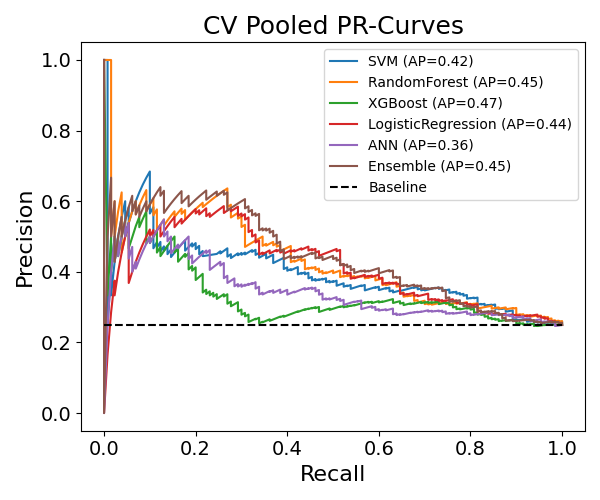 CV Pooled PR-Curves
SVM (AP=0.42)
RandomForest (AP=0.45)
XGBoost (AP=0.47)
LogisticRegression (AP=0.44)
ANN (AP=0.36)
Ensemble (AP=0.45)
Baseline
Precision
1.0
0.8
0.6
0.4
0.2
0.0
0.0 0.2 0.4 0.6 0.8 1.0
Recall